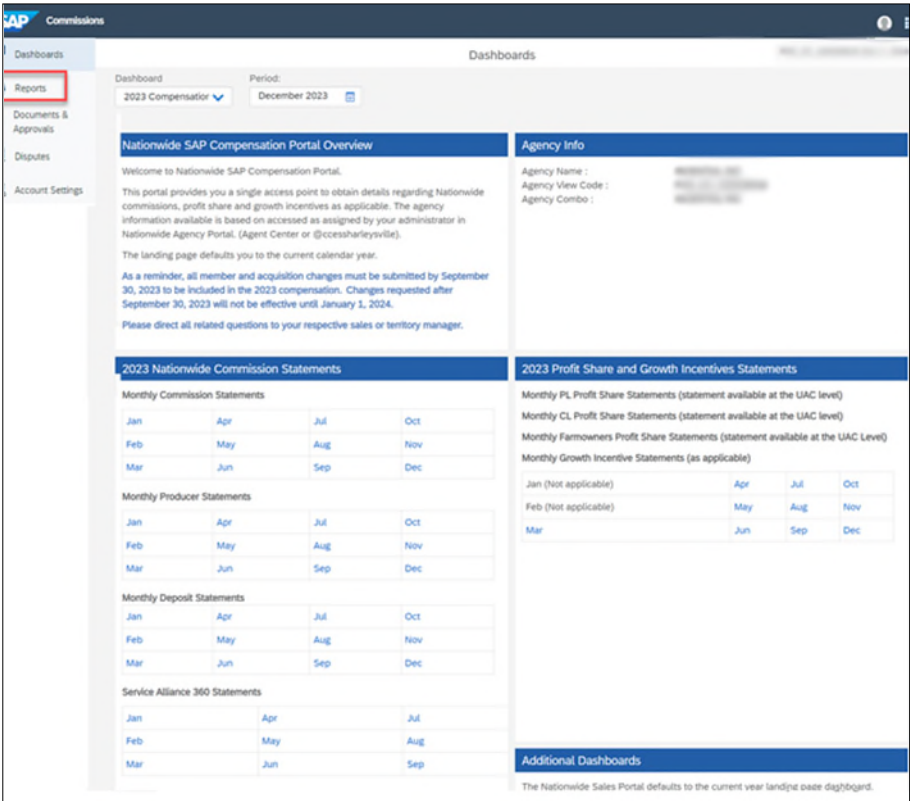 SAP Commissions
Dashboards
Dashboards
Reports
Documents &
Approvals
Disputes
Account Settings
Dashboard
Period:
2023 Compensation
December 2023
Nationwide SAP Compensation Portal Overview
Welcome to Nationwide SAP Compensation Portal.
This portal provides you a single access point to obtain details regarding Nationwide
commissions, profit share and growth incentives as applicable. The agency
information available is based on accessed as assigned by your administrator in
Nationwide Agency Portal. (Agent Center or @ccessharleysville).
The landing page defaults you to the current calendar year.
As a reminder, all member and acquisition changes must be submitted by September
30, 2023 to be included in the 2023 compensation. Changes requested after
September 30, 2023 will not be effective until January 1, 2024.
Please direct all related questions to your respective sales or territory manager.
Agency Info
Agency Name :
Agency View Code :
Agency Combo :
2023 Nationwide Commission Statements
Monthly Commission Statements
Jan Apr Jul Oct
Feb May Aug Nov
Mar Jun Sep Dec
Monthly Producer Statements
Jan Apr Jul Oct
Feb May Aug Nov
Mar Jun Sep Dec
Monthly Deposit Statements
Jan Apr Jul Oct
Feb May Aug Nov
Mar Jun Sep Dec
Service Alliance 360 Statements
Jan Apr Jul
Feb May Aug
Mar Jun Sep
2023 Profit Share and Growth Incentives Statements
Monthly PL Profit Share Statements (statement available at the UAC level)
Monthly CL Profit Share Statements (statement available at the UAC level)
Monthly Farmowners Profit Share Statements (statement available at the UAC Level)
Monthly Growth Incentive Statements (as applicable)
Jan (Not applicable) Apr Jul Oct
Feb (Not applicable) May Aug Nov
Mar Jun Sep Dec
Additional Dashboards
The Nationwide Sales Portal defaults to the current year landing page dashboard.